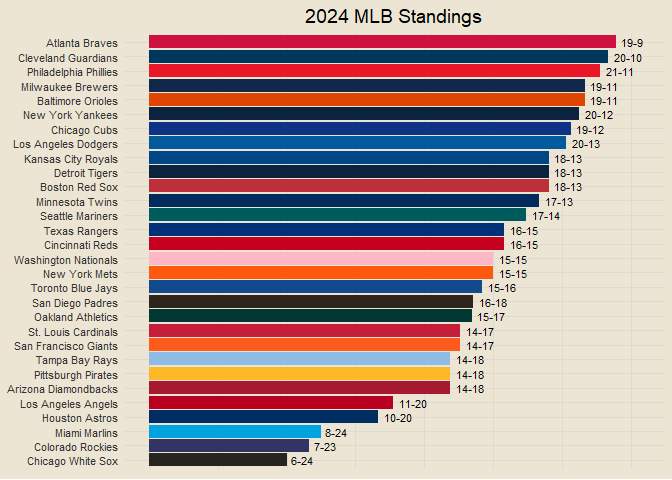 2024 MLB Standings
Atlanta Braves 19-9
Cleveland Guardians 20-10
Philadelphia Phillies 21-11
Milwaukee Brewers 19-11
Baltimore Orioles 19-11
New York Yankees 20-12
Chicago Cubs 19-12
Los Angeles Dodgers 20-13
Kansas City Royals 18-13
Detroit Tigers 18-13
Boston Red Sox 18-13
Minnesota Twins 17-13
Seattle Mariners 17-14
Texas Rangers 16-15
Cincinnati Reds 16-15
Washington Nationals 15-15
New York Mets 15-15
Toronto Blue Jays 15-16
San Diego Padres 16-18
Oakland Athletics 15-17
St. Louis Cardinals 14-17
San Francisco Giants 14-17
Tampa Bay Rays 14-18
Pittsburgh Pirates 14-18
Arizona Diamondbacks 14-18
Los Angeles Angels 11-20
Houston Astros 10-20
Miami Marlins 8-24
Colorado Rockies 7-23
Chicago White Sox 6-24